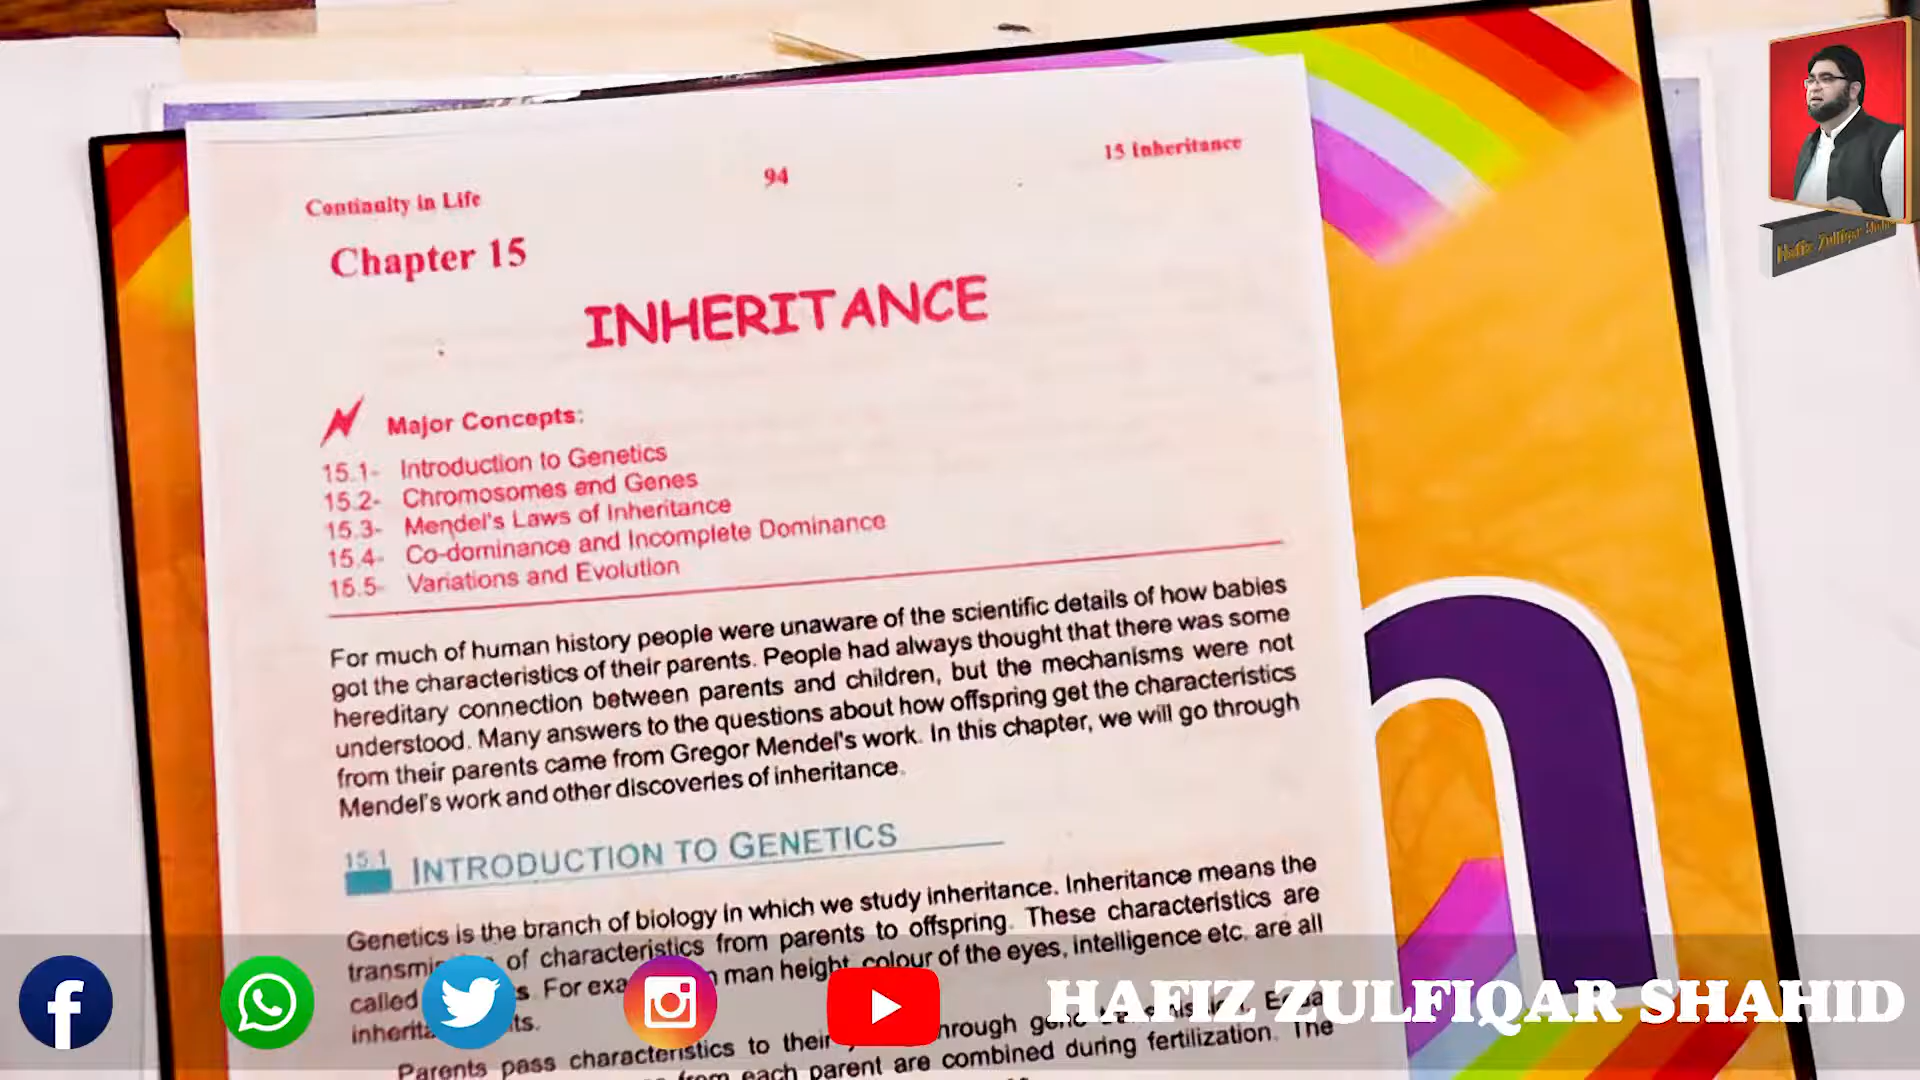 Continuity in Life
94
15 Inheritance
Chapter 15
INHERITANCE
Major Concepts:
15.1- Introduction to Genetics
15.2- Chromosomes and Genes
15.3- Mendel's Laws of Inheritance
15.4- Co-dominance and Incomplete Dominance
15.5- Variations and Evolution
For much of human history people were unaware of the scientific details of how babies
got the characteristics of their parents. People had always thought that there was some
hereditary connection between parents and children, but the mechanisms were not
understood. Many answers to the questions about how offspring get the characteristics
from their parents came from Gregor Mendel's work. In this chapter, we will go through
Mendel's work and other discoveries of inheritance.
15.1 INTRODUCTION TO GENETICS
Genetics is the branch of biology in which we study inheritance. Inheritance means the
of characteristics from parents to offspring. These characteristics are
called For man height, colour of the eyes, intelligence etc. are all
Parents pass characteristics to their through
from each parent are combined during fertilization. The
HAFIZ ZULFIQAR SHAHID
Hafiz Zulfiqar